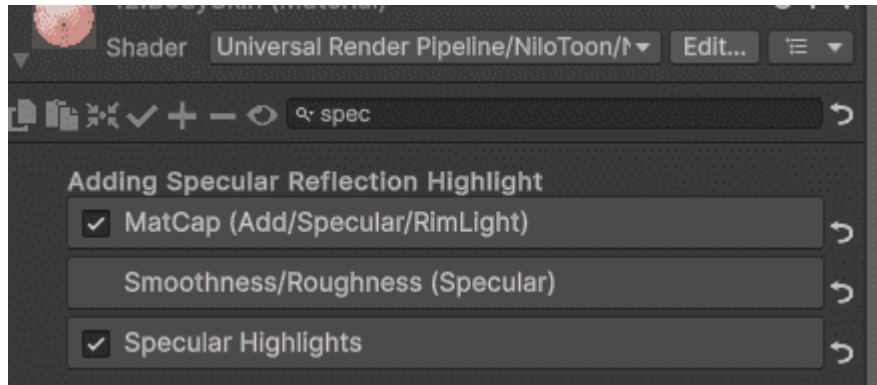 Shader Universal Render Pipeline/NiloToon/ Edit...
spec
Adding Specular Reflection Highlight
MatCap (Add/Specular/RimLight)
Smoothness/Roughness (Specular)
Specular Highlights